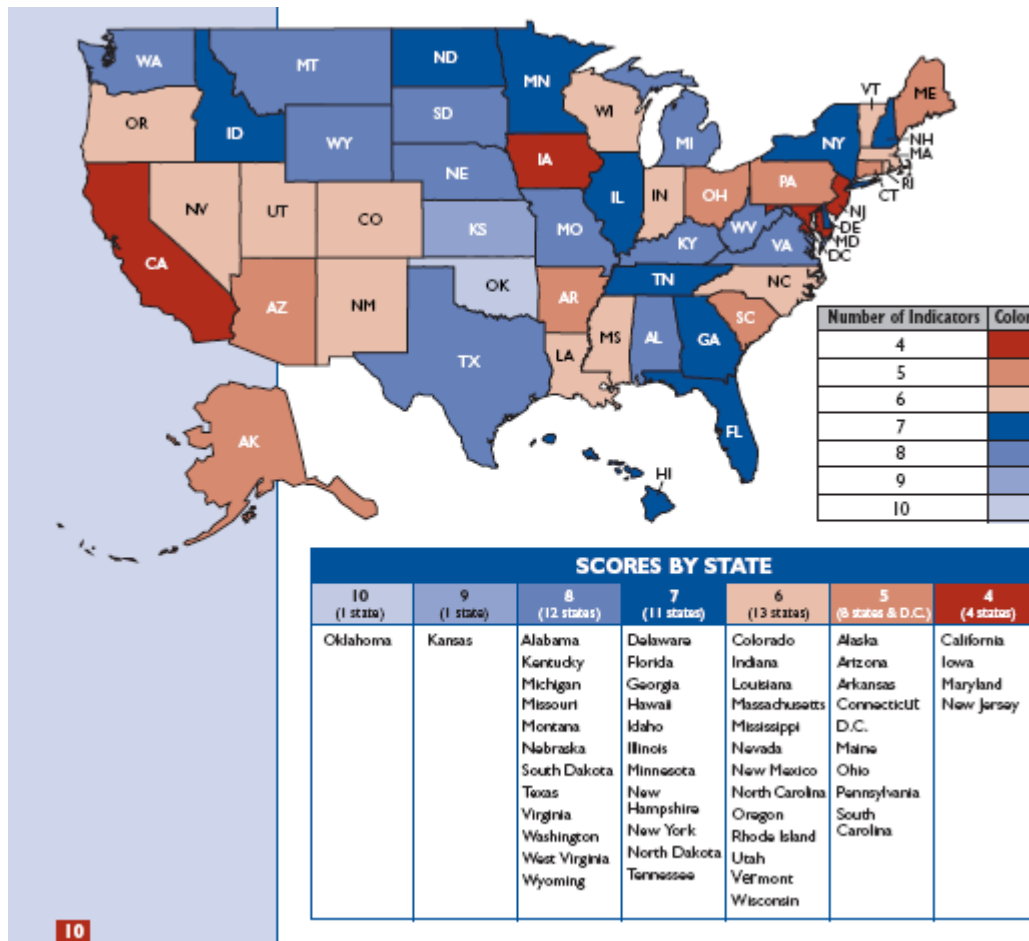 WA
MT
ND
MN
VT
ME
OR
ID
SD
WI
WY
MI
NY
NH
MA
NE
IA
RI
CT
PA
NV
UT
CO
IL
IN
OH
NJ
KS
MO
KY
WV
VA
DE
MD
DC
CA
AZ
NM
OK
AR
TN
NC
SC
MS
AL
GA
LA
TX
FL
AK
HI
Number of Indicators Color
4
5
6
7
8
9
10
SCORES BY STATE
10 9 8 7 6 5 4
(1 state) (1 state) (12 states) (11 states) (13 states) (8 states & D.C.) (4 states)
Oklahoma Kansas Alabama Delaware Colorado Alaska California
Kentucky Florida Indiana Arizona Iowa
Michigan Georgia Louisiana Arkansas Maryland
Missouri Hawaii Massachusetts Connecticut New Jersey
Montana Idaho Mississippi D.C.
Nebraska Illinois Nevada Maine
South Dakota Minnesota New Mexico Ohio
Texas New North Carolina Pennsylvania
Virginia Hampshire Oregon South
Washington New York Rhode Island Carolina
West Virginia North Dakota Utah
Wyoming Tennessee Vermont
Wisconsin
10